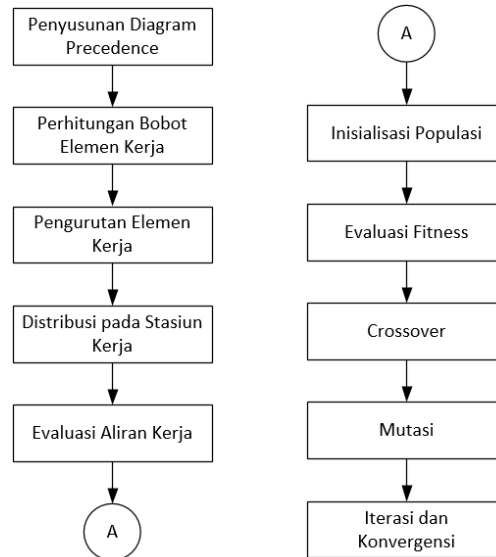 Penyusunan Diagram
Precedence
Perhitungan Bobot
Elemen Kerja
Pengurutan Elemen
Kerja
Distribusi pada Stasiun
Kerja
Evaluasi Aliran Kerja
A
A
Inisialisasi Populasi
Evaluasi Fitness
Crossover
Mutasi
Iterasi dan
Konvergensi